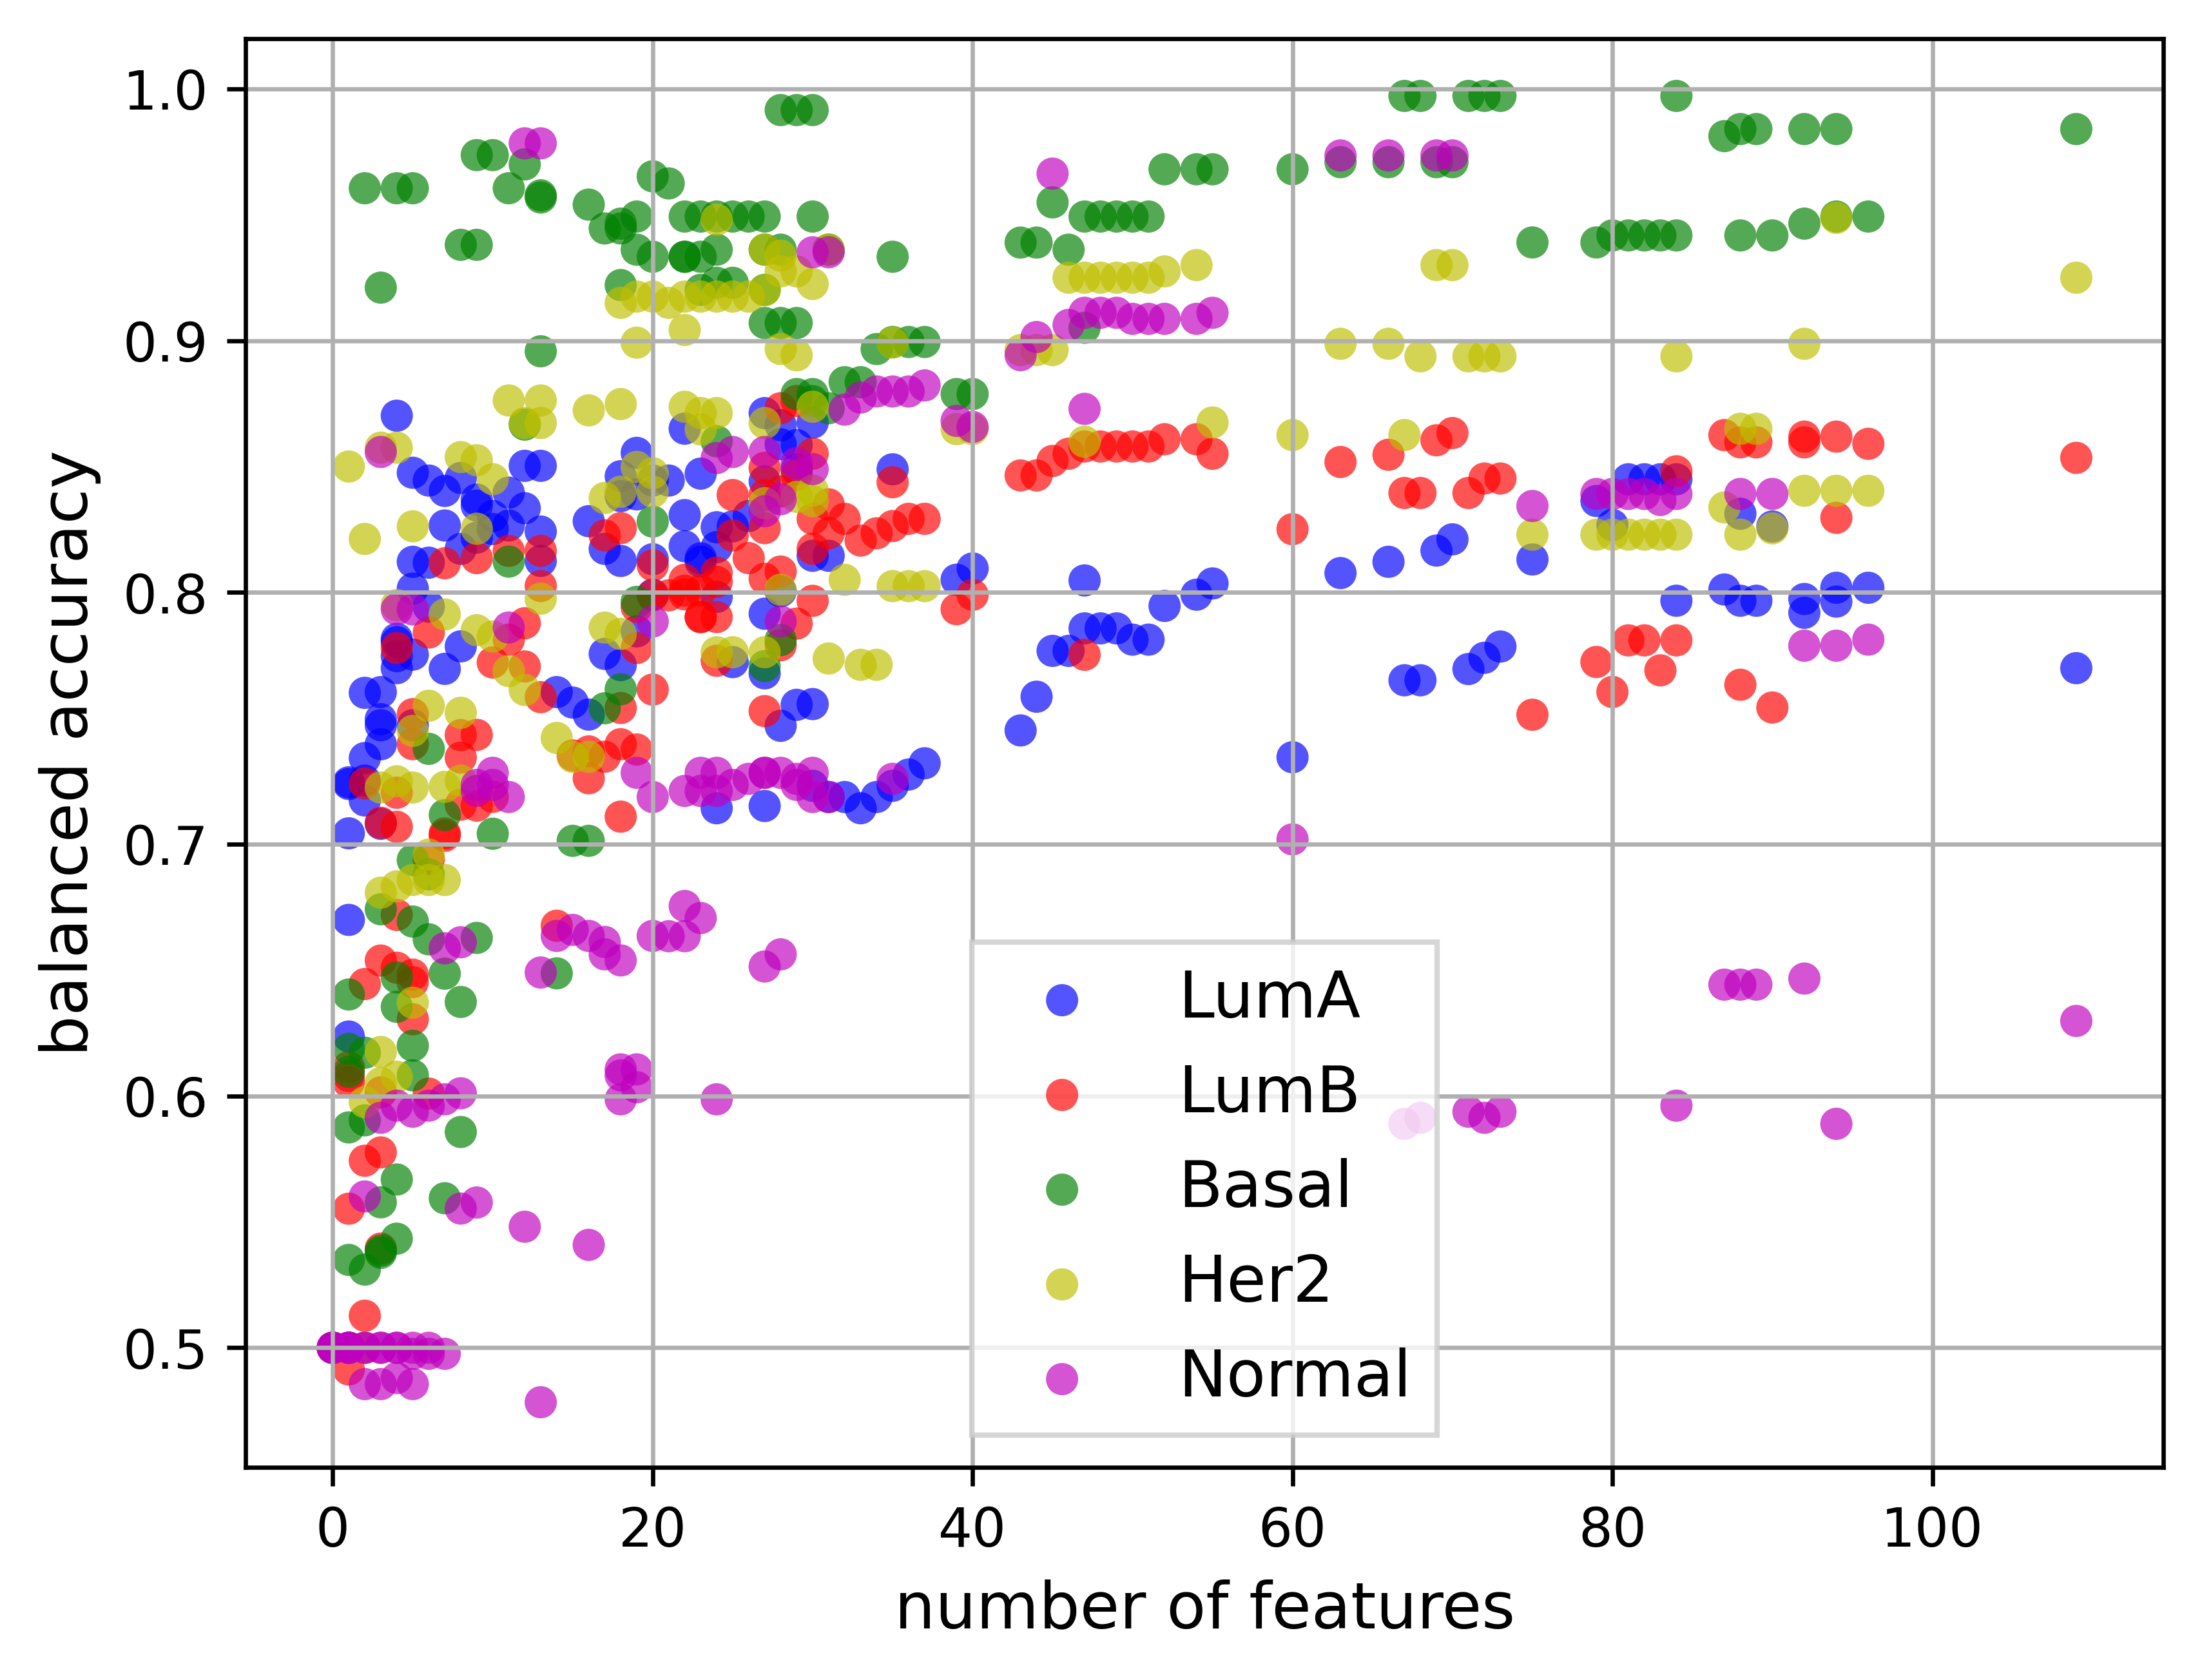 1.0
0.9
0.8
0.7
0.6
0.5
balanced accuracy
LumA
LumB
Basal
Her2
Normal
0 20 40 60 80 100
number of features